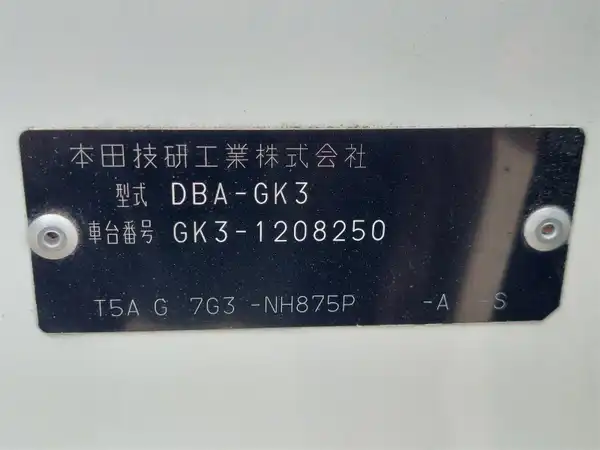 本田技研工業株式会社
型式 DBA-GK3
車台番号 GK3-1208250
T5A G 7G3 -NH875P -A -S